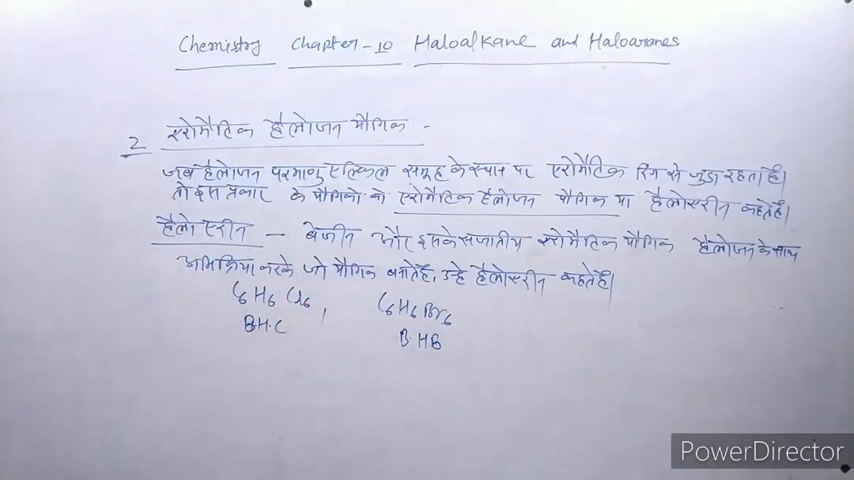 Chemistry Chapter-10 Haloalkane and Haloaranes
2 एरोमैटिक हैलोजन यौगिक -
जब हैलोजन परमाणु एल्किल समूह के स्थान पर एरोमैटिक रिंग से जुडा रहता है।
तो इस प्रकार के यौगिको को एरोमैटिक हैलोजन यौगिक या हैलोएरीन कहते है।
हैलो एरीन - बेंजीन और इसके सजातीय एरोमैटिक यौगिक हैलोजन के साथ
अभिक्रिया करके जो यौगिक बनाते है, उन्हे हैलोएरीन कहते है।
C6H6Cl6 , C6H6Br6
B.H.C B.HB
PowerDirector